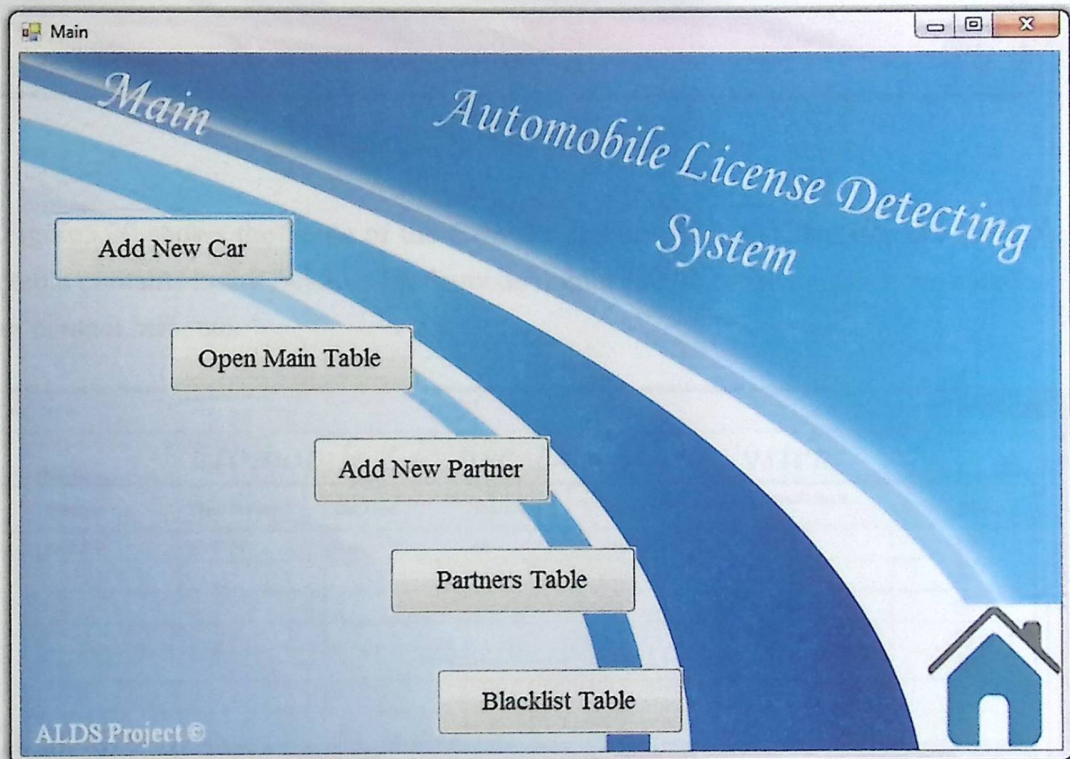 Main
Main
Automobile License Detecting
System
Add New Car
Open Main Table
Add New Partner
Partners Table
Blacklist Table
ALDS Project ©